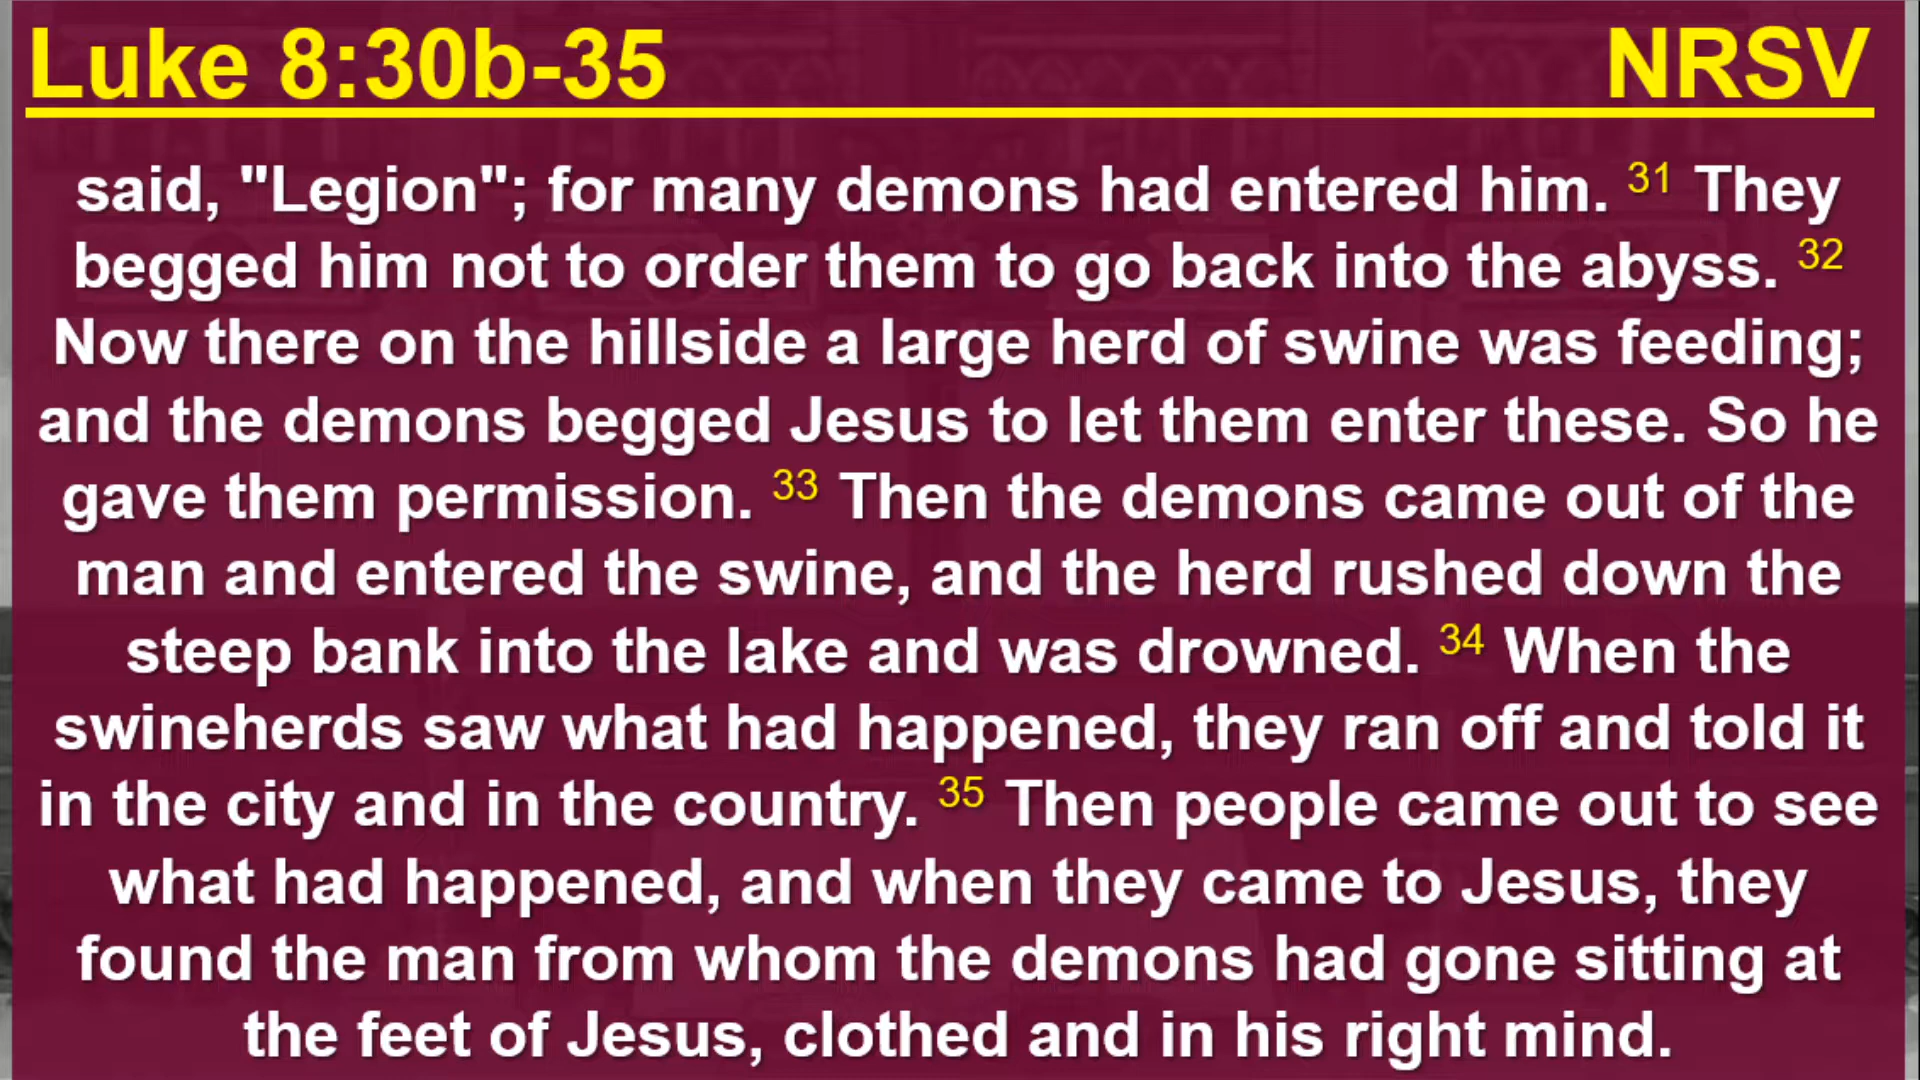 Luke 8:30b-35 NRSV
said, "Legion"; for many demons had entered him. 31 They
begged him not to order them to go back into the abyss. 32
Now there on the hillside a large herd of swine was feeding;
and the demons begged Jesus to let them enter these. So he
gave them permission. 33 Then the demons came out of the
man and entered the swine, and the herd rushed down the
steep bank into the lake and was drowned. 34 When the
swineherds saw what had happened, they ran off and told it
in the city and in the country. 35 Then people came out to see
what had happened, and when they came to Jesus, they
found the man from whom the demons had gone sitting at
the feet of Jesus, clothed and in his right mind.